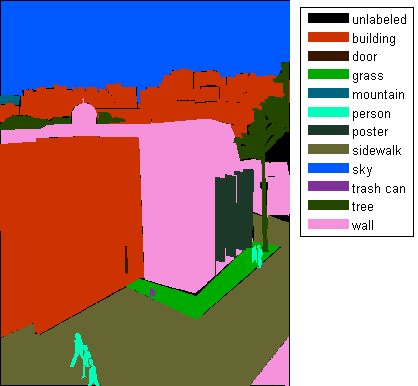 unlabeled
building
door
grass
mountain
person
poster
sidewalk
sky
trash can
tree
wall